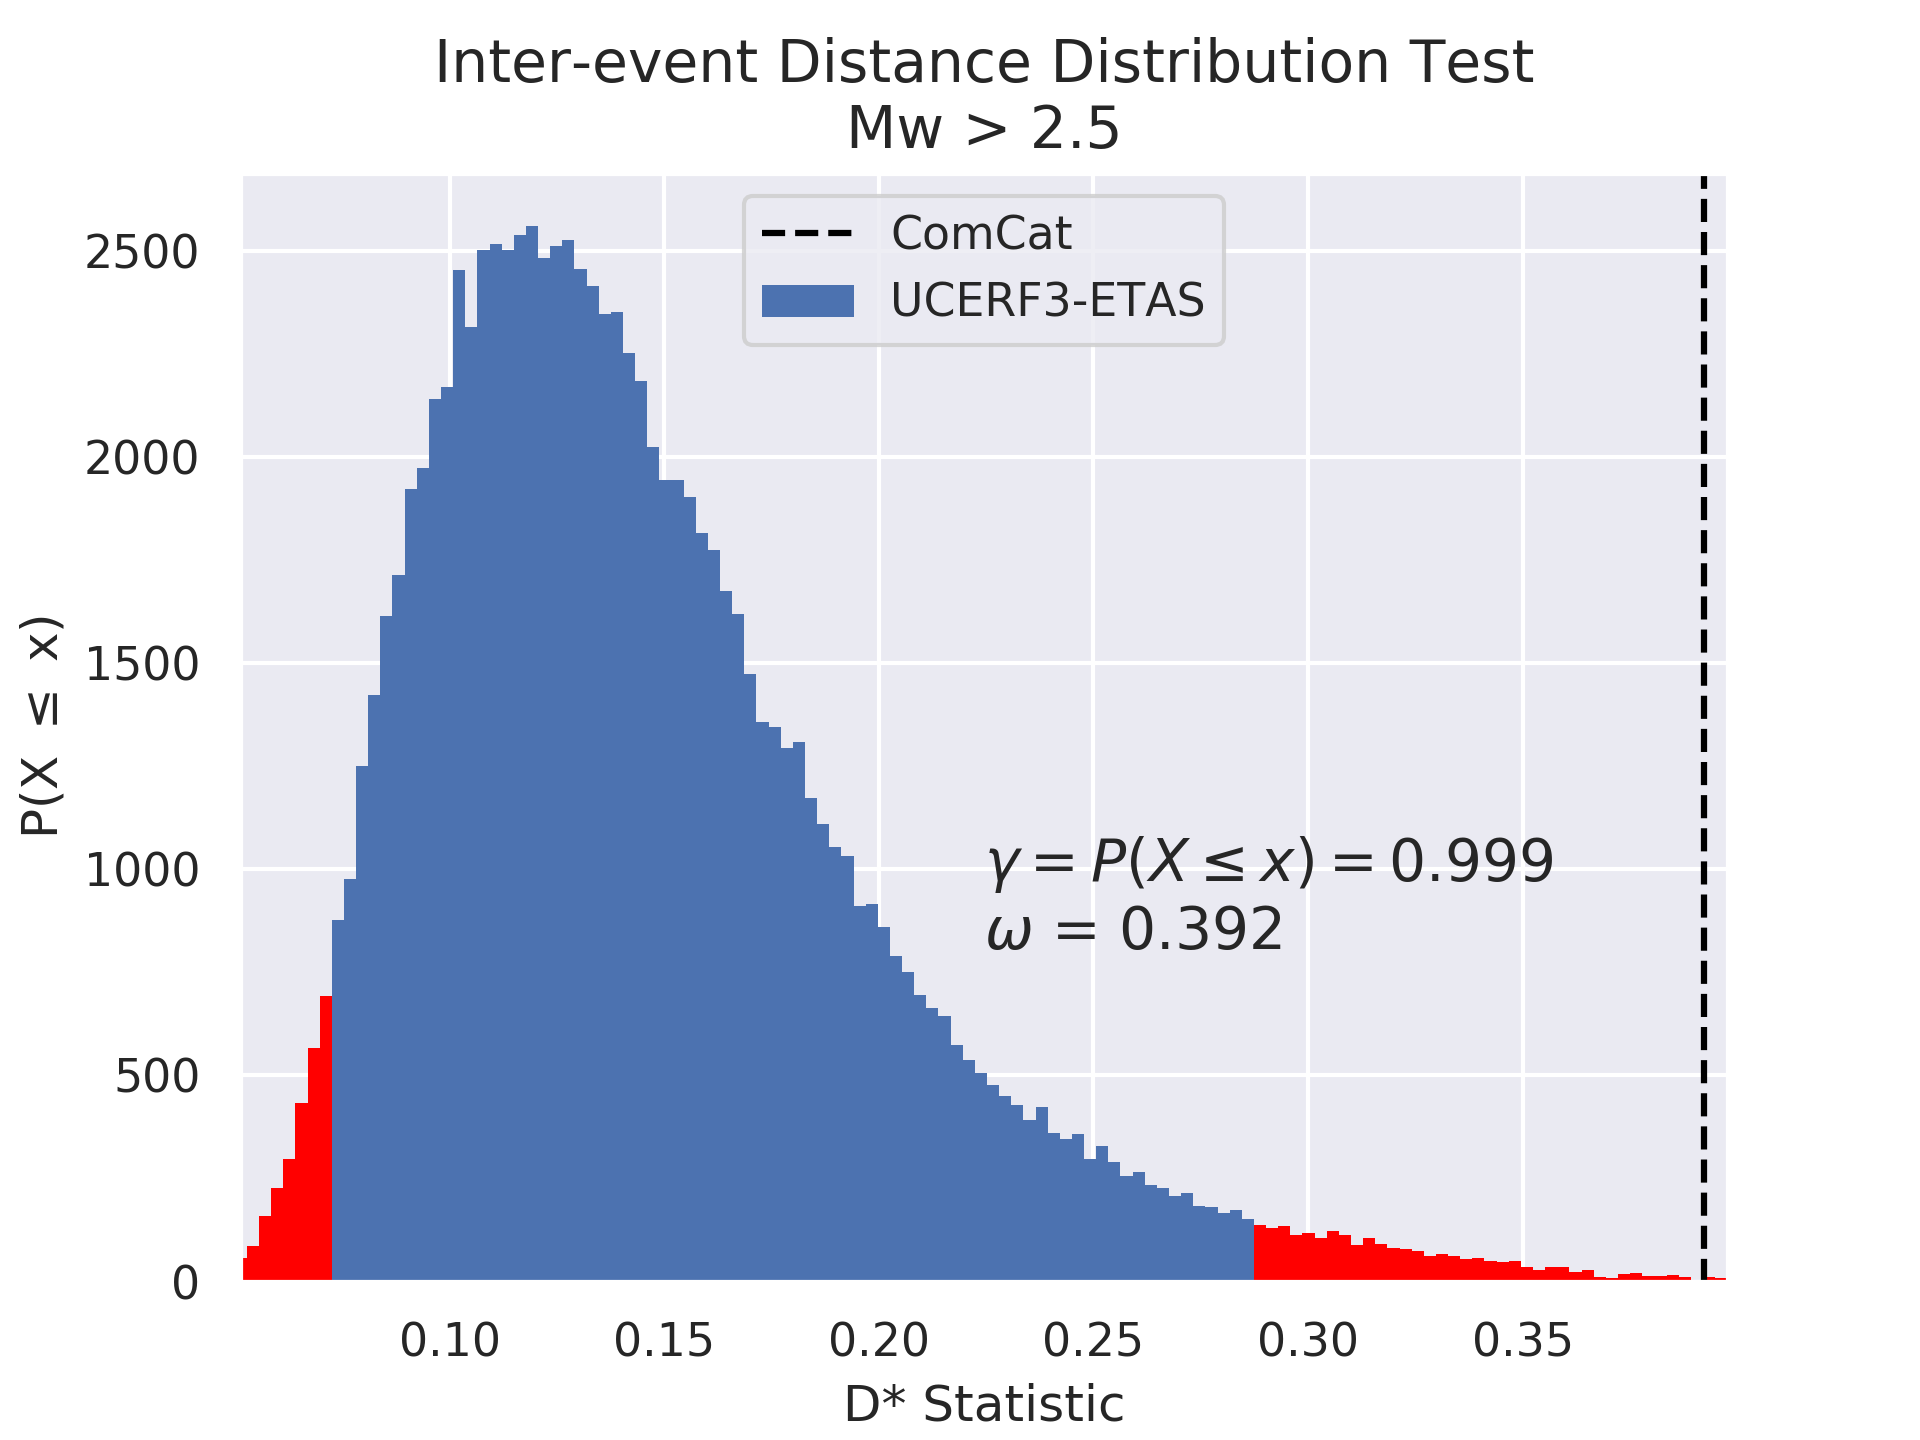 Inter-event Distance Distribution Test
Mw > 2.5
ComCat
UCERF3-ETAS
2500
2000
1500
1000
500
0
P(X ≤ x)
γ = P(X ≤ x) = 0.999
ω = 0.392
0.10 0.15 0.20 0.25 0.30 0.35
D* Statistic